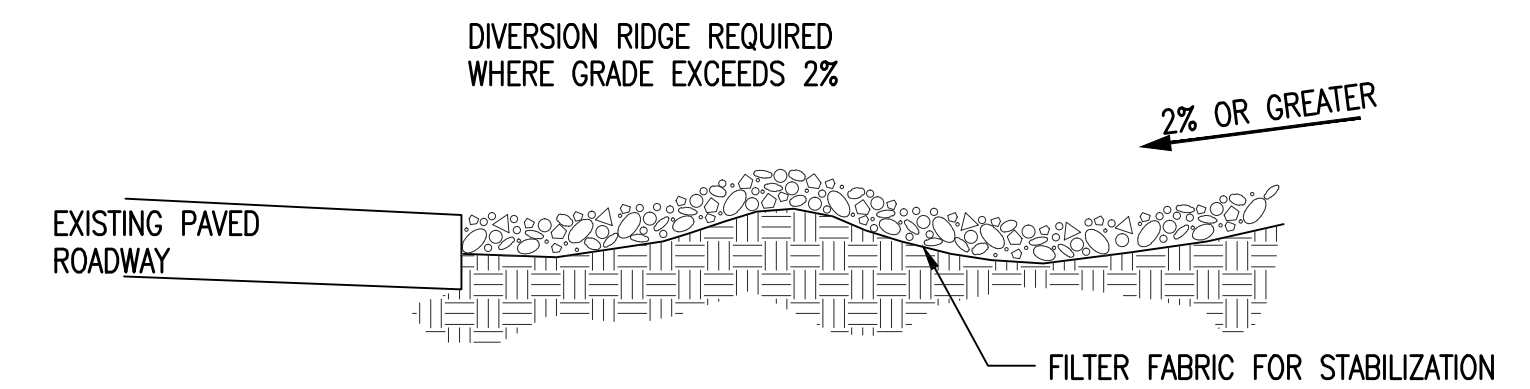 DIVERSION RIDGE REQUIRED
WHERE GRADE EXCEEDS 2%
2% OR GREATER
EXISTING PAVED
ROADWAY
FILTER FABRIC FOR STABILIZATION